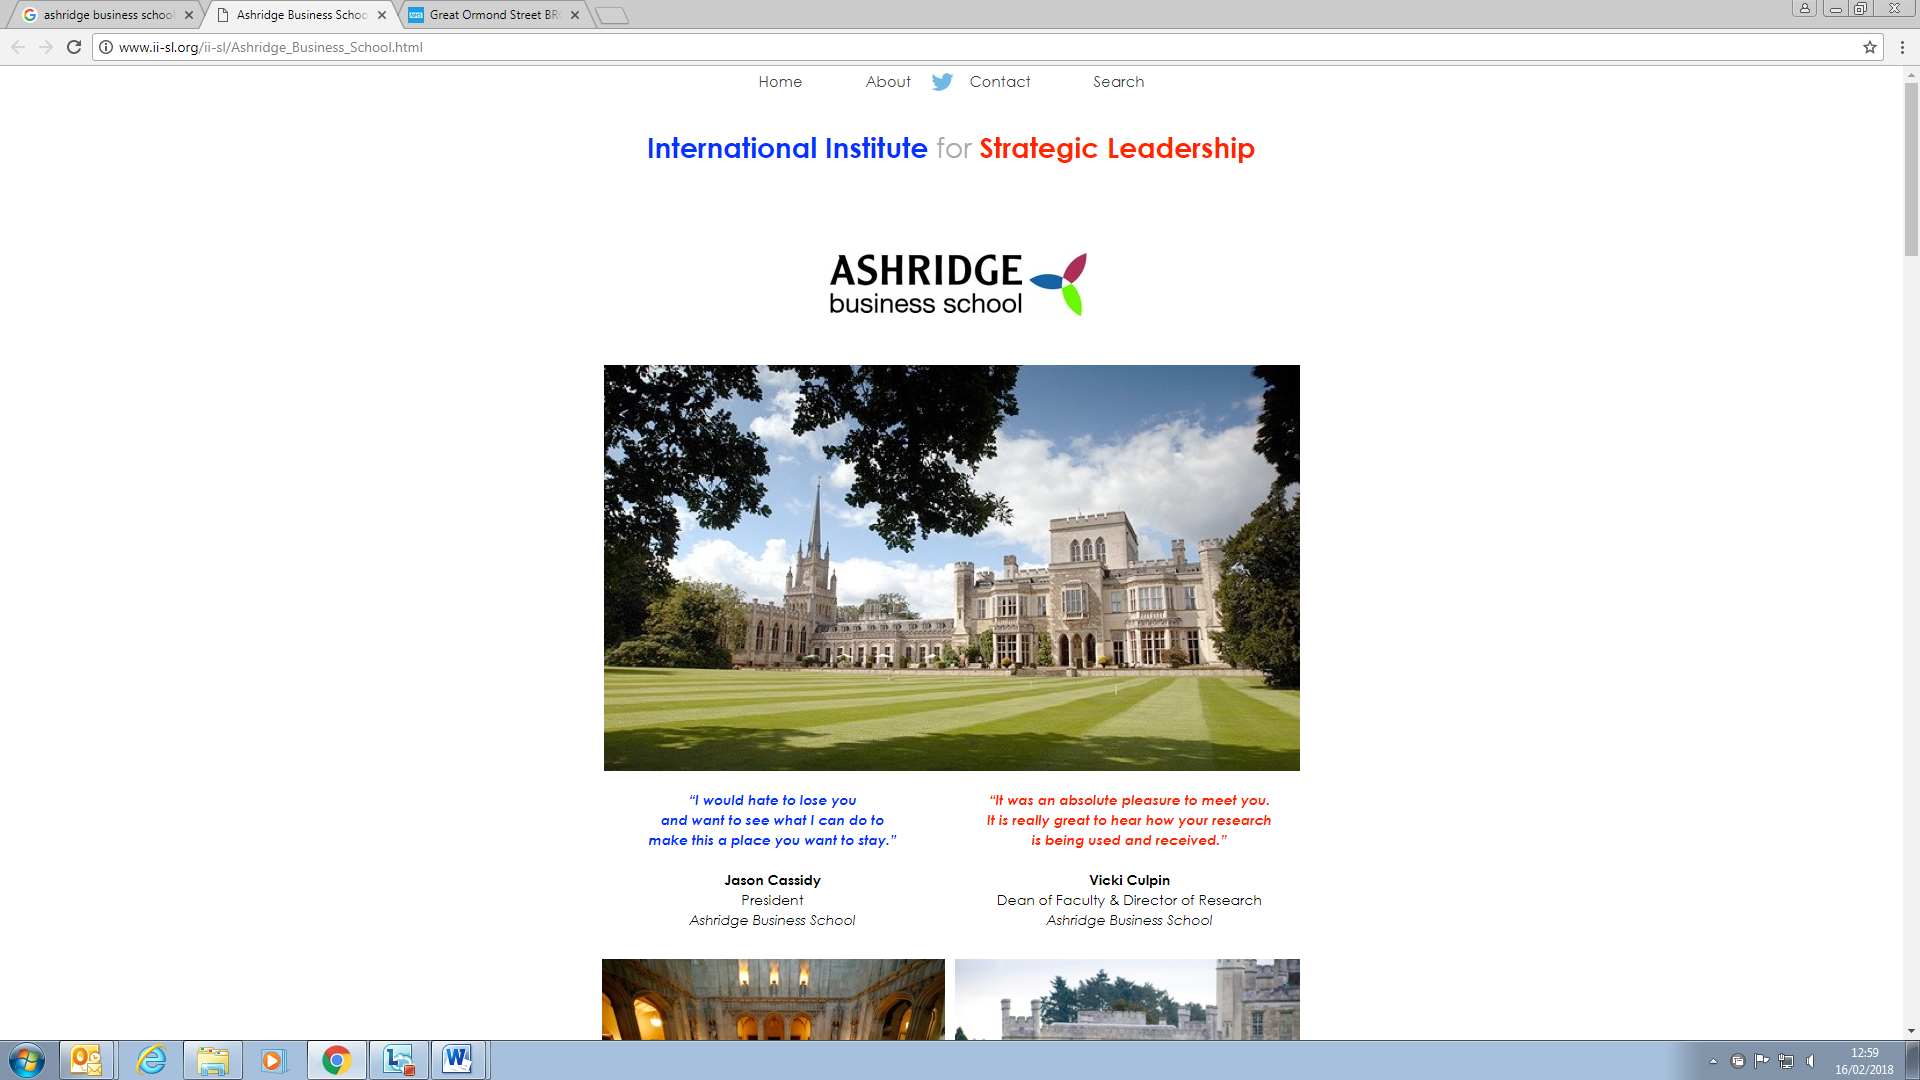 ashridge business school
Ashridge Business Schoo
Great Ormond Street BR
www.ii-sl.org/ii-sl/Ashridge_Business_School.html
Home About Contact Search
International Institute for Strategic Leadership
ASHRIDGE
business school
“I would hate to lose you
and want to see what I can do to
make this a place you want to stay.”
Jason Cassidy
President
Ashridge Business School
“It was an absolute pleasure to meet you.
It is really great to hear how your research
is being used and received.”
Vicki Culpin
Dean of Faculty & Director of Research
Ashridge Business School
12:59
16/02/2018